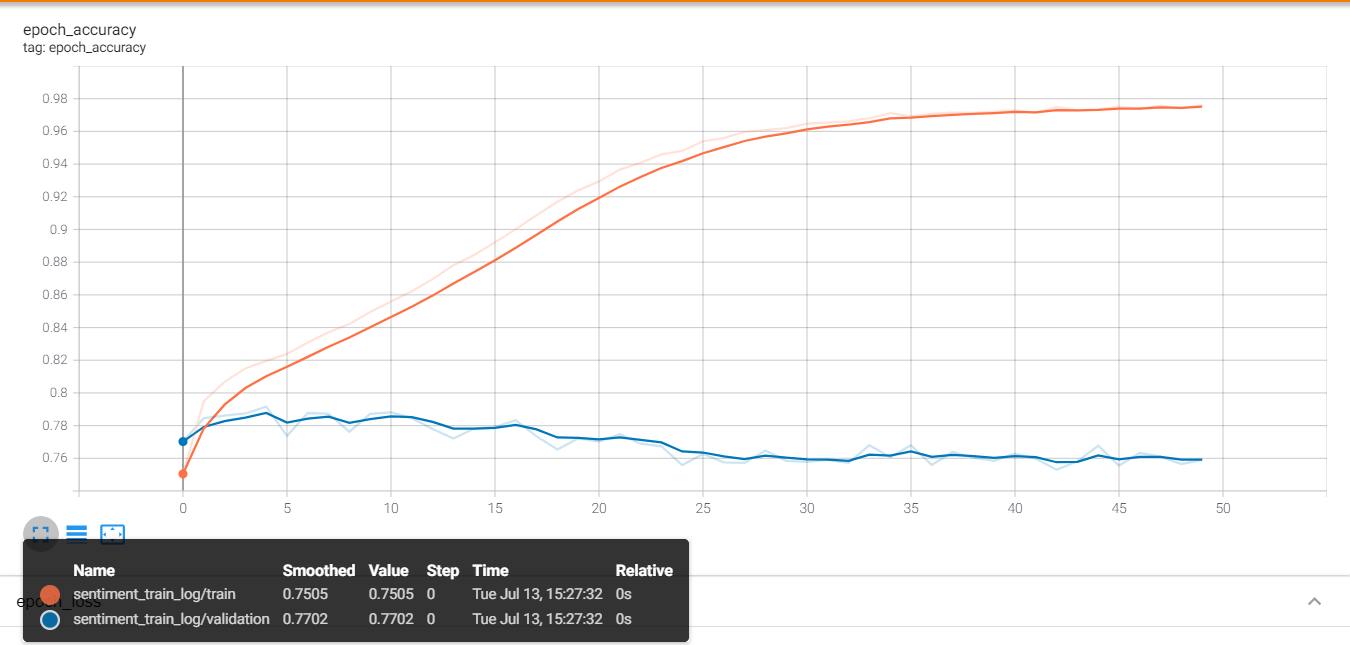 epoch_accuracy
tag: epoch_accuracy
0.98
0.96
0.94
0.92
0.9
0.88
0.86
0.84
0.82
0.8
0.78
0.76
0 5 10 15 20 25 30 35 40 45 50
Name Smoothed Value Step Time Relative
sentiment_train_log/train 0.7505 0.7505 0 Tue Jul 13, 15:27:32 0s
epoch_loss
sentiment_train_log/validation 0.7702 0.7702 0 Tue Jul 13, 15:27:32 0s